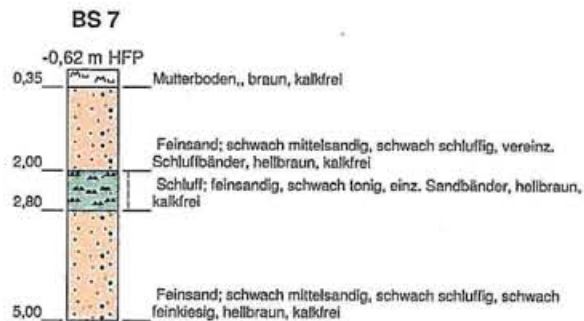 BS 7
-0,62 m HFP
0,35 Mutterboden,, braun, kalkfrei
Feinsand; schwach mittelsandig, schwach schluffig, vereinz.
2,00 Schluffbänder, hellbraun, kalkfrei
Schluff; feinsandig, schwach tonig, einz. Sandbänder, hellbraun,
2,80 kalkfrei
Feinsand; schwach mittelsandig, schwach schluffig, schwach
5,00 feinkiesig, hellbraun, kalkfrei